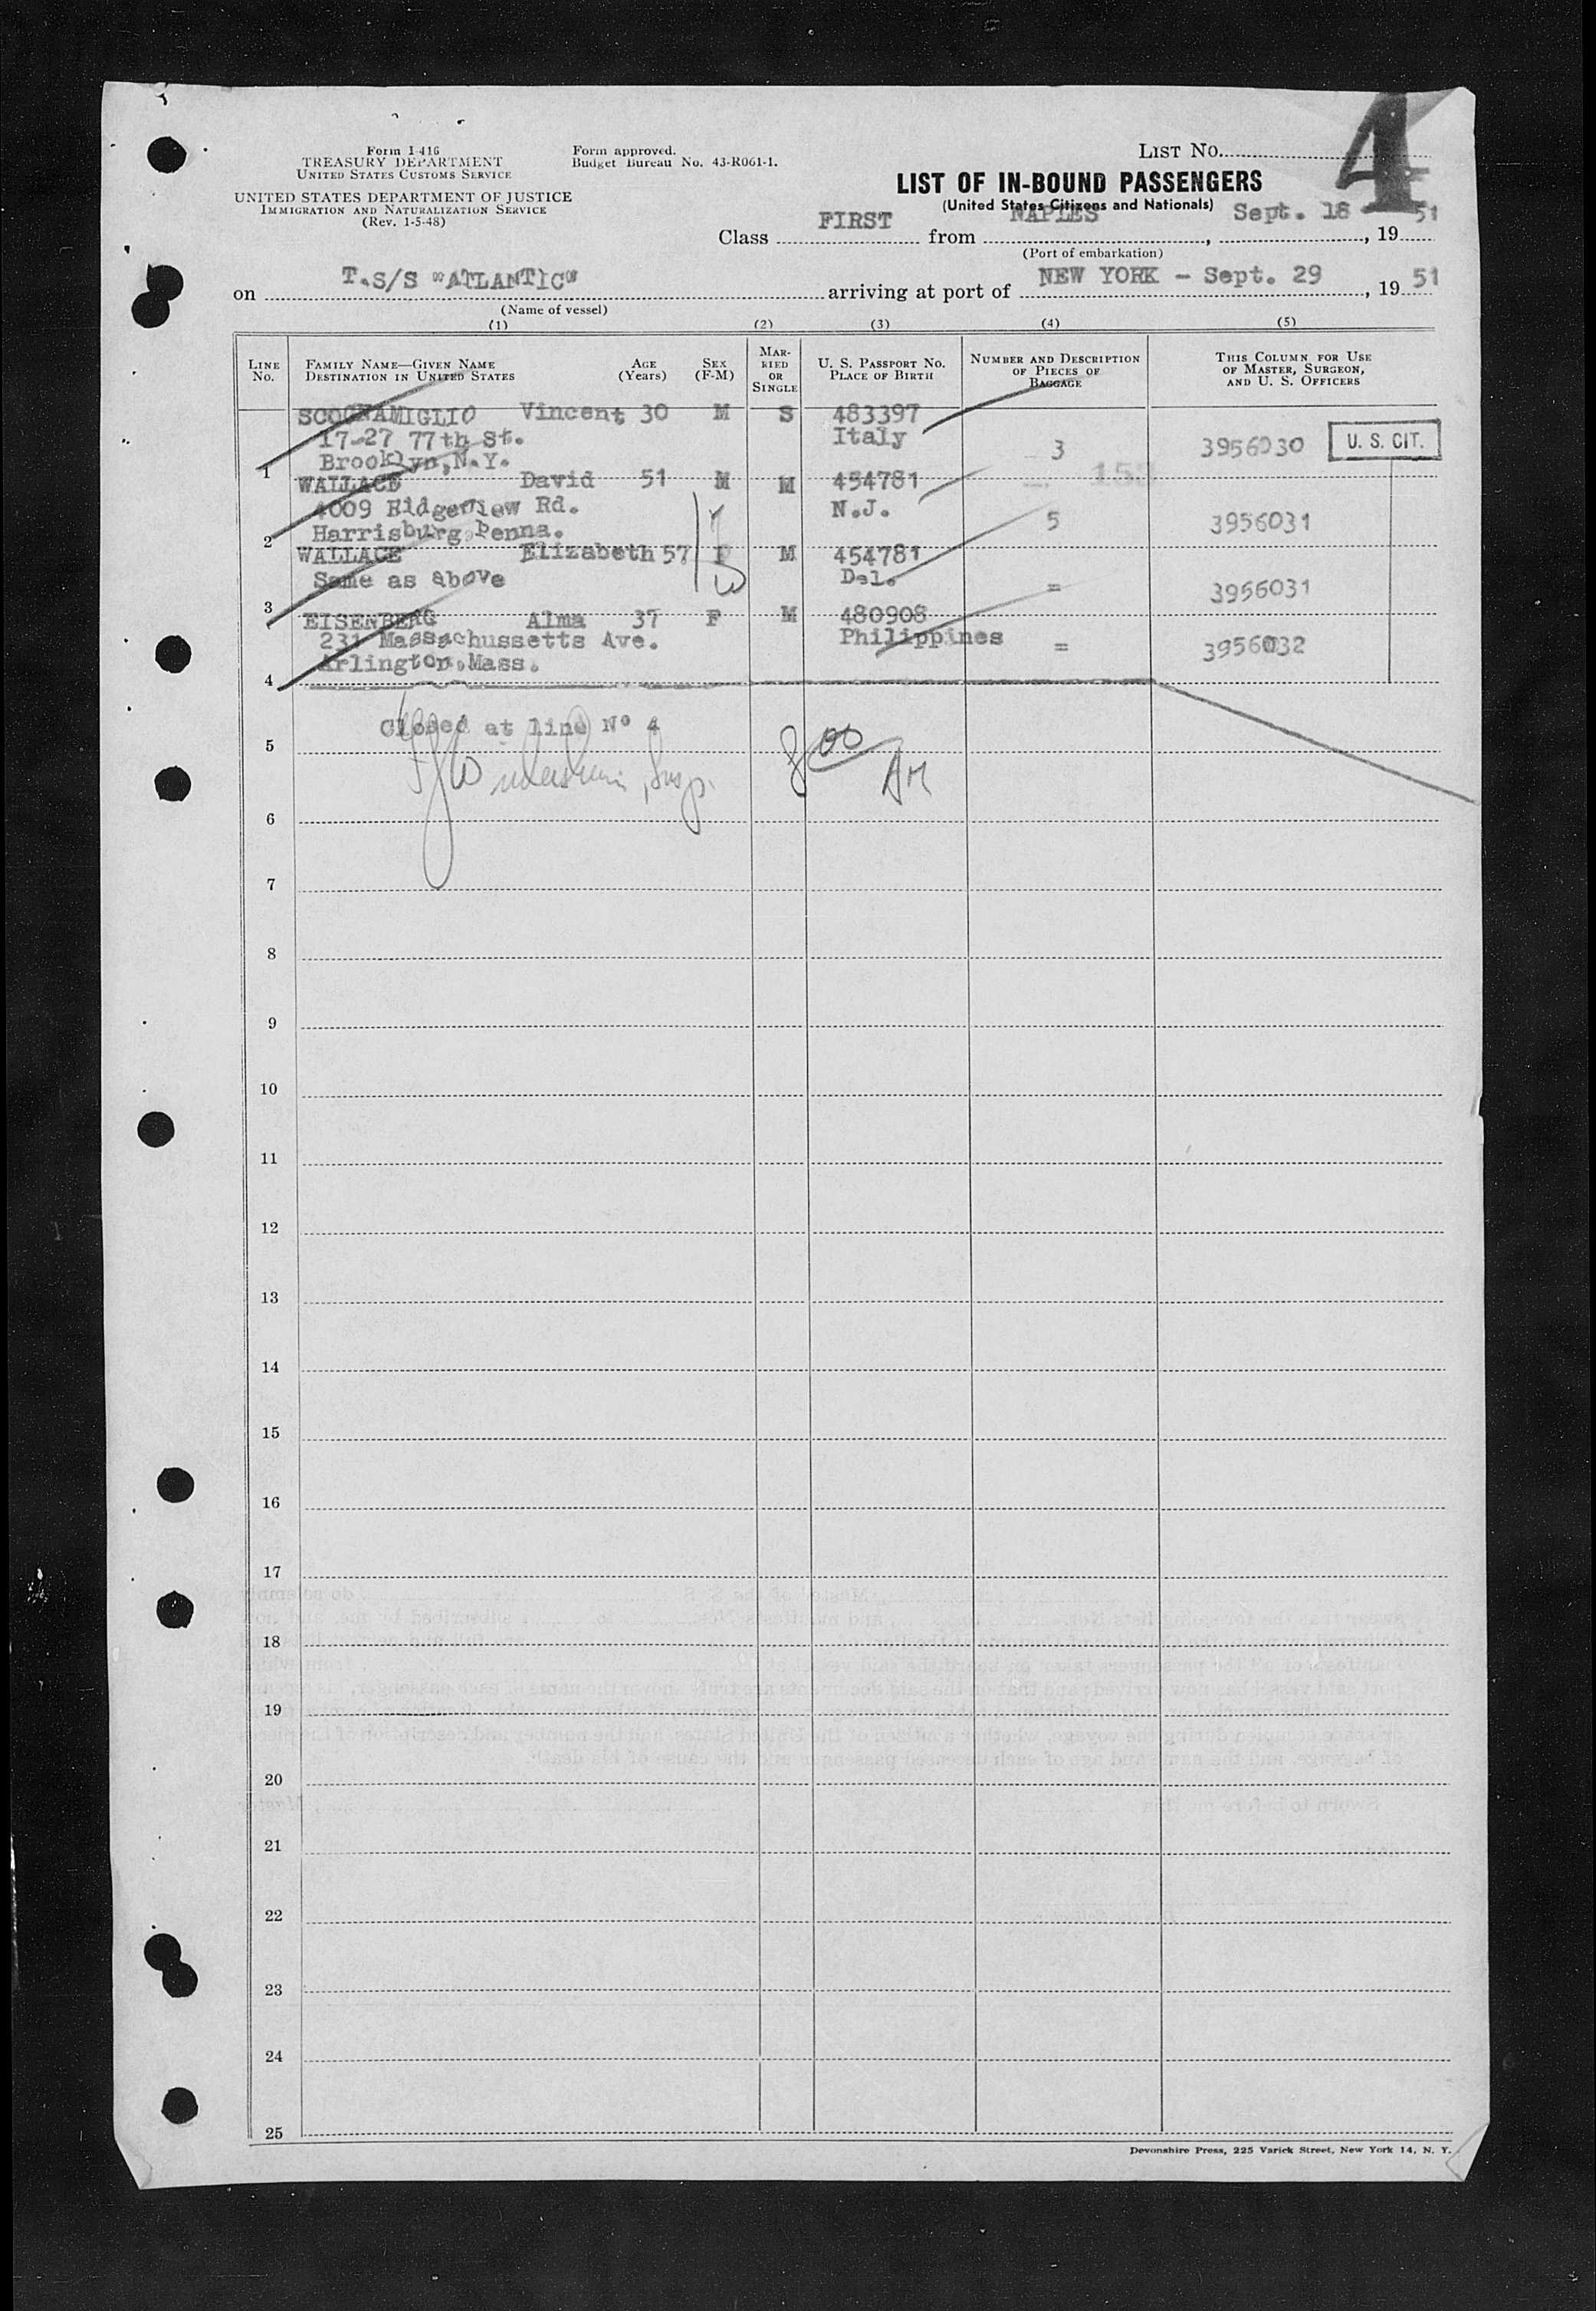 Form I-416
TREASURY DEPARTMENT
UNITED STATES CUSTOMS SERVICE
UNITED STATES DEPARTMENT OF JUSTICE
IMMIGRATION AND NATURALIZATION SERVICE
(Rev. 1-5-48)
Form approved.
Budget Bureau No. 43-R061-1.
LIST NO. 4
LIST OF IN-BOUND PASSENGERS
(United States Citizens and Nationals)
Class FIRST from NAPLES, Sept. 18, 1951
(Port of embarkation)
on T.S/S "ATLANTIC" arriving at port of NEW YORK - Sept. 29, 1951
(Name of vessel)
(1) (2) (3) (4) (5)
LINE NO. FAMILY NAME—GIVEN NAME DESTINATION IN UNITED STATES AGE (Years) SEX (F-M) MARRIED OR SINGLE U. S. PASSPORT NO. PLACE OF BIRTH NUMBER AND DESCRIPTION OF PIECES OF BAGGAGE THIS COLUMN FOR USE OF MASTER, SURGEON, AND U. S. OFFICERS
SCOGNAMIGLIO Vincent 30 M S 483397
17-27 77th St. Italy 3 3956030 U. S. CIT.
1 Brooklyn, N.Y.
WALLACE David 51 M M 454781
4009 Ridgeview Rd. N.J. 5 3956031
2 Harrisburg, Penna.
WALLACE Elizabeth 57 F M 454781
Same as above Del. = 3956031
3
EISENBERG Alma 37 F M 480908
231 Massachussetts Ave. Philippines = 3956032
4 Arlington, Mass.
Closed at line No 4
5
800
AM
6
7
8
9
10
11
12
13
14
15
16
17
18
19
20
21
22
23
24
25
Devonshire Press, 225 Varick Street, New York 14, N. Y.